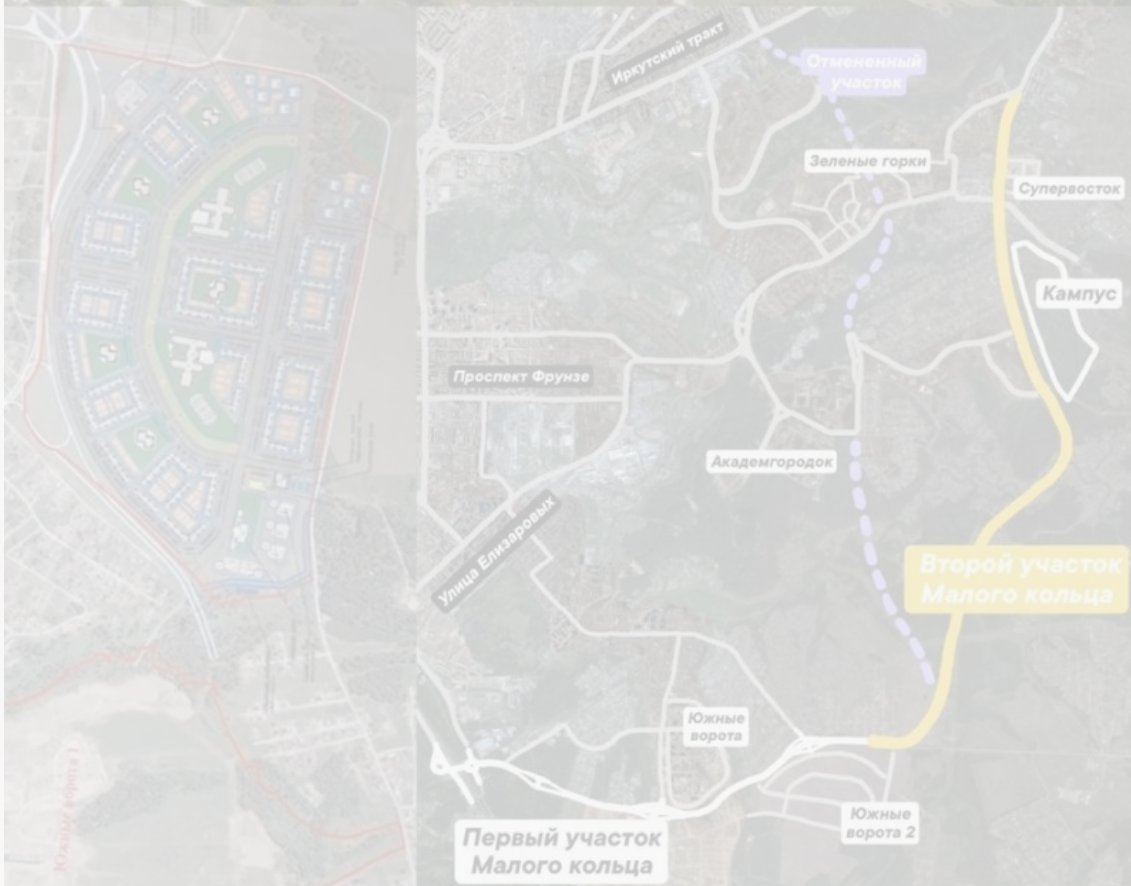 Иркутский тракт
Отмененный
участок
Зеленые горки
Супервосток
Кампус
Проспект Фрунзе
Академгородок
Улица Елизаровых
Второй участок
Малого кольца
Южные
ворота
Южные
ворота 2
Первый участок
Малого кольца